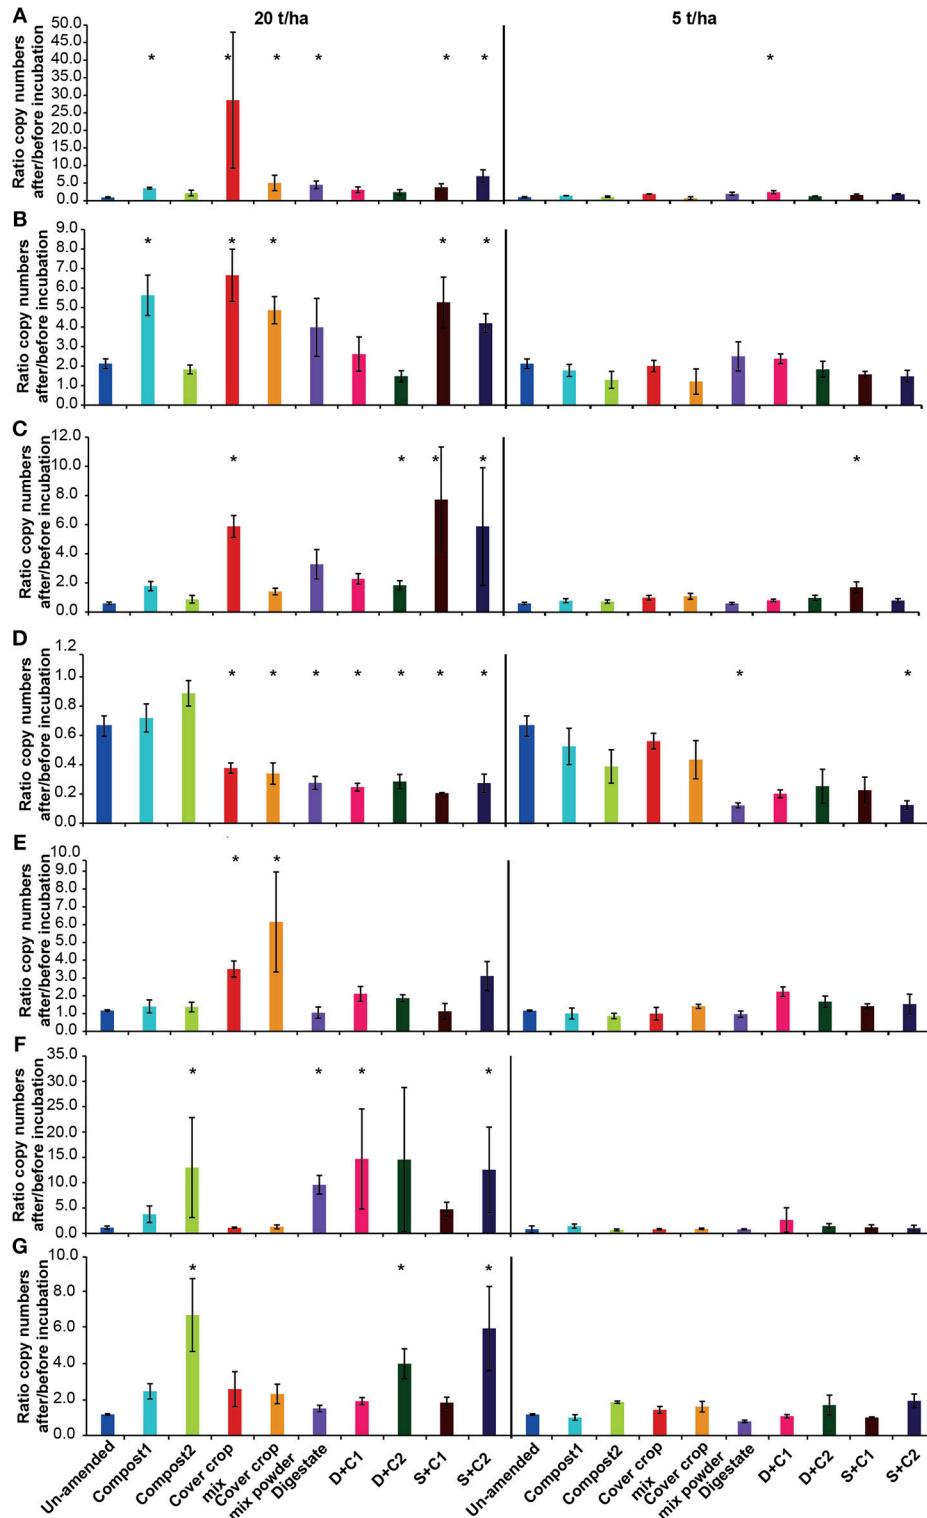 A
20 t/ha
5 t/ha
Ratio copy numbers
after/before incubation
50.0
45.0
40.0
35.0
30.0
25.0
20.0
15.0
10.0
5.0
0.0
* * * * * * *
B
Ratio copy numbers
after/before incubation
9.0
8.0
7.0
6.0
5.0
4.0
3.0
2.0
1.0
0.0
* * * * *
C
Ratio copy numbers
after/before incubation
12.0
10.0
8.0
6.0
4.0
2.0
0.0
* * * * *
D
Ratio copy numbers
after/before incubation
1.2
1.0
0.8
0.6
0.4
0.2
0.0
* * * * * * * * *
E
Ratio copy numbers
after/before incubation
10.0
9.0
8.0
7.0
6.0
5.0
4.0
3.0
2.0
1.0
0.0
* *
F
Ratio copy numbers
after/before incubation
35.0
30.0
25.0
20.0
15.0
10.0
5.0
0.0
* * * *
G
Ratio copy numbers
after/before incubation
10.0
8.0
6.0
4.0
2.0
0.0
* * *
Un-amended
Compost1
Compost2
Cover crop
mix
Cover crop
mix powder
Digestate
D+C1
D+C2
S+C1
S+C2
Un-amended
Compost1
Compost2
Cover crop
mix
Cover crop
mix powder
Digestate
D+C1
D+C2
S+C1
S+C2